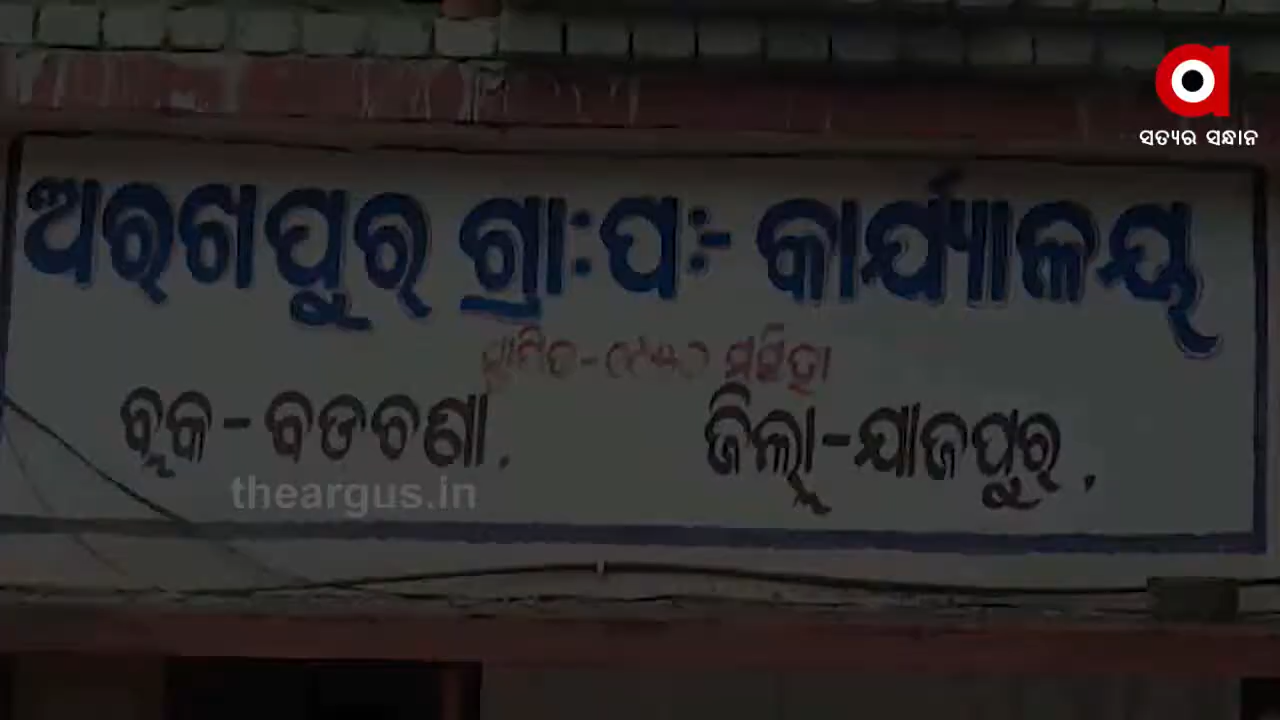 ସତ୍ୟର ସନ୍ଧାନ
ଅରଖପୁର ଗ୍ରାଃପଃ- କାର୍ଯ୍ୟାଳୟ
ସ୍ଥାପିତ-
ବ୍ଲକ-ବଡଚଣା. ଜିଲ୍ଲା-ଯାଜପୁର,
theargus.in